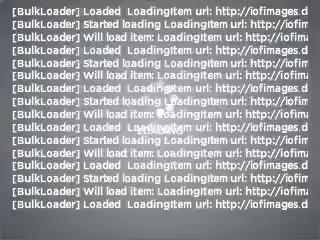 [BulkLoader] Loaded LoadingItem url: http://iofimages.d
[BulkLoader] Started loading LoadingItem url: http://iofim
[BulkLoader] Will load item: LoadingItem url: http://iofima
[BulkLoader] Loaded LoadingItem url: http://iofimages.d
[BulkLoader] Started loading LoadingItem url: http://iofim
[BulkLoader] Will load item: LoadingItem url: http://iofima
[BulkLoader] Loaded LoadingItem url: http://iofimages.d
[BulkLoader] Started loading LoadingItem url: http://iofim
[BulkLoader] Will load item: LoadingItem url: http://iofima
[BulkLoader] Loaded LoadingItem url: http://iofimages.d
LOADING
[BulkLoader] Started loading LoadingItem url: http://iofim
[BulkLoader] Will load item: LoadingItem url: http://iofima
[BulkLoader] Loaded LoadingItem url: http://iofimages.d
[BulkLoader] Started loading LoadingItem url: http://iofim
[BulkLoader] Will load item: LoadingItem url: http://iofima
[BulkLoader] Loaded LoadingItem url: http://iofimages.d